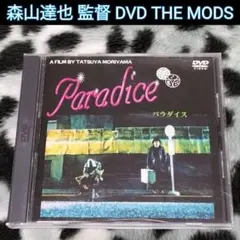 森山達也 監督 DVD THE MODS
A FILM BY TATSUYA MORIYAMA
DVD
VIDEO
Paradice
パラダイス